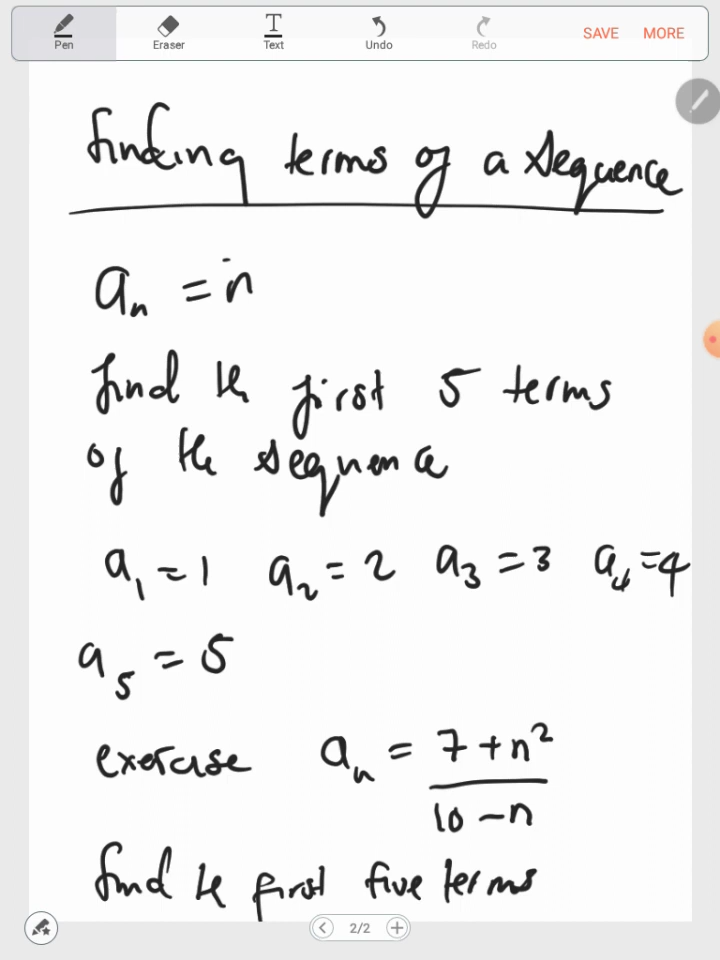 Pen Eraser Text Undo Redo SAVE MORE
finding terms of a sequence
aₙ = n
find the first 5 terms
of the sequence
a₁ = 1 a₂ = 2 a₃ = 3 a₄ = 4
a₅ = 5
exercise aₙ = (7 + n²) / (10 - n)
find the first five terms
2/2